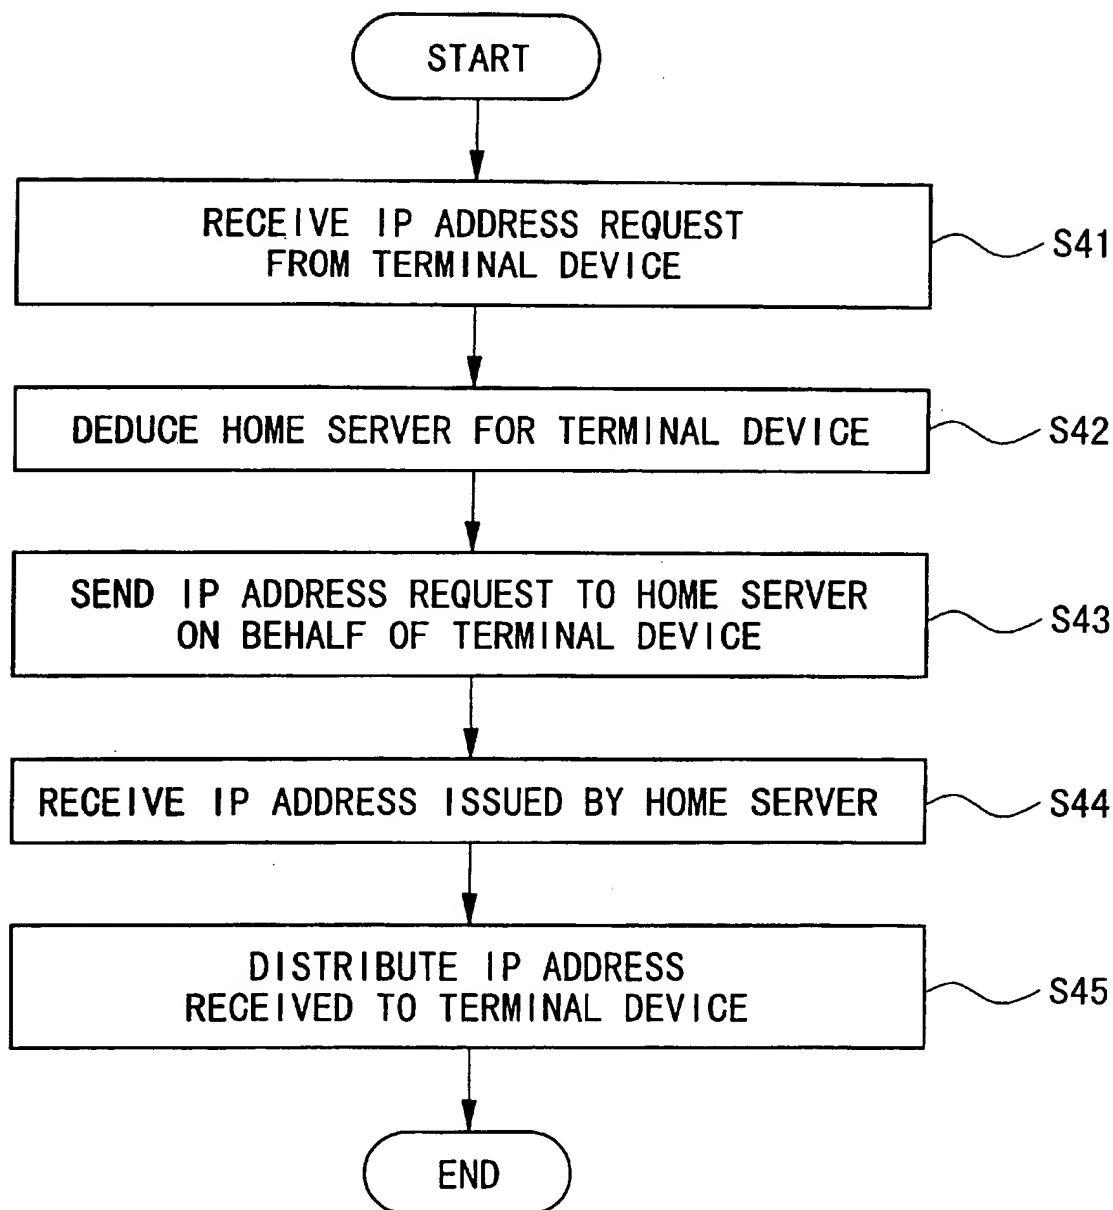 START
RECEIVE IP ADDRESS REQUEST
FROM TERMINAL DEVICE
S41
DEDUCE HOME SERVER FOR TERMINAL DEVICE
S42
SEND IP ADDRESS REQUEST TO HOME SERVER
ON BEHALF OF TERMINAL DEVICE
S43
RECEIVE IP ADDRESS ISSUED BY HOME SERVER
S44
DISTRIBUTE IP ADDRESS
RECEIVED TO TERMINAL DEVICE
S45
END